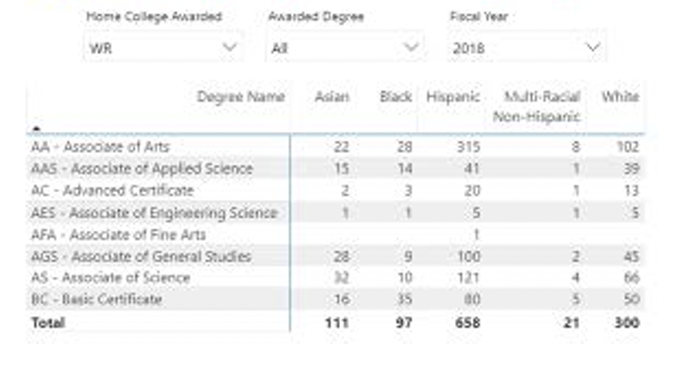 Home College Awarded Awarded Degree Fiscal Year
WR All 2018
Degree Name Asian Black Hispanic Multi-Racial White
Non-Hispanic
AA - Associate of Arts 22 28 315 8 102
AAS - Associate of Applied Science 15 14 41 1 39
AC - Advanced Certificate 2 3 20 1 13
AES - Associate of Engineering Science 1 1 5 1 5
AFA - Associate of Fine Arts 1
AGS - Associate of General Studies 28 9 100 2 45
AS - Associate of Science 32 10 121 4 66
BC - Basic Certificate 16 35 80 5 50
Total 111 97 658 21 300